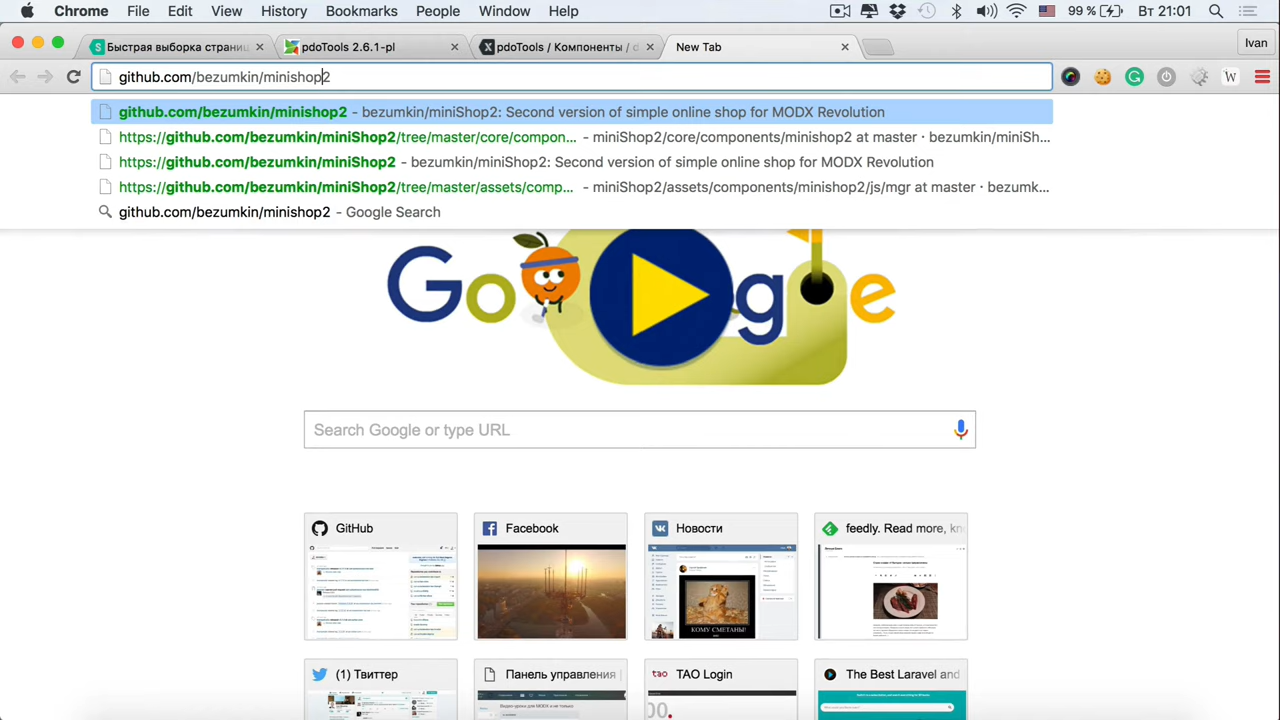 Chrome File Edit View History Bookmarks People Window Help 99 % Вт 21:01
Быстрая выборка страниц pdoTools 2.6.1-pl pdoTools / Компоненты / d New Tab Ivan
github.com/bezumkin/minishop2
github.com/bezumkin/minishop2 – bezumkin/miniShop2: Second version of simple online shop for MODX Revolution
https://github.com/bezumkin/miniShop2/tree/master/core/compon... – miniShop2/core/components/minishop2 at master · bezumkin/miniSh...
https://github.com/bezumkin/miniShop2 – bezumkin/miniShop2: Second version of simple online shop for MODX Revolution
https://github.com/bezumkin/miniShop2/tree/master/assets/comp... – miniShop2/assets/components/minishop2/js/mgr at master · bezumk...
github.com/bezumkin/minishop2 – Google Search
Go g e
Search Google or type URL
GitHub Facebook Новости feedly. Read more, kn
КОМУ СМЕТАНЫ!
(1) Твиттер Панель управления | TAO Login The Best Laravel and